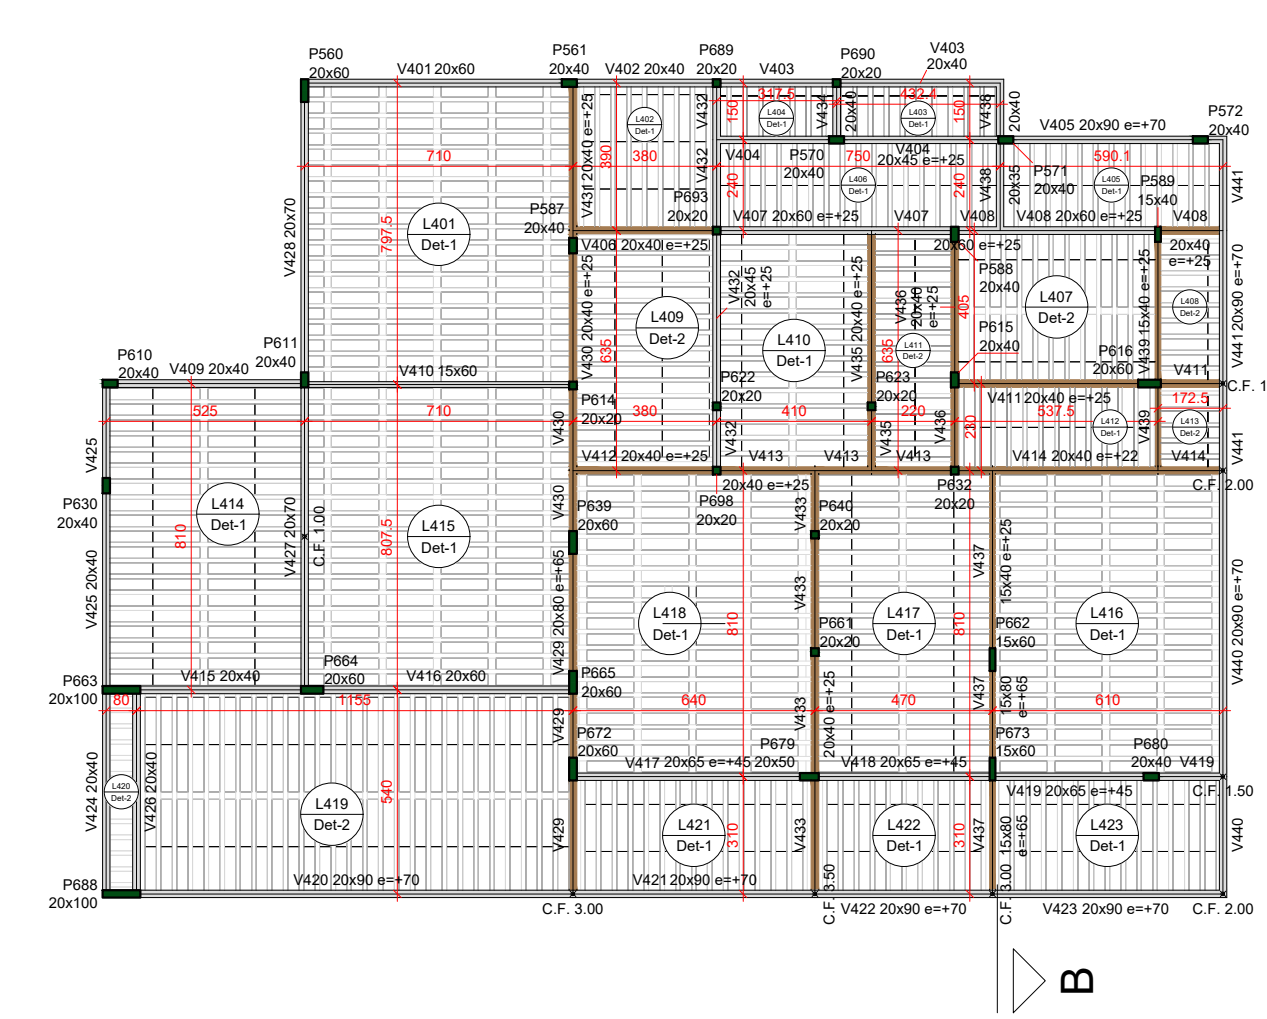 P560
20x60
V401 20x60
P561
20x40
V402 20x40
P689
20x20
V403
P690
20x20
V403
20x40
P572
20x40
V405 20x90 e=+70
317.5
432.4
150
L404
Det-1
V434
20x40
L403
Det-1
150
V438
20x40
V432
L402
Det-1
V431 20x40 e=+25
390
710
380
V432
V404
P570
20x40
750
V404
20x45 e=+25
P571
20x40
590.1
P589
15x40
240
L406
Det-1
240
V438
20x35
L405
Det-1
V441
P587
20x40
P693
20x20
V407 20x60 e=+25
V407
V408
V408 20x60 e=+25
V408
L401
Det-1
797.5
V428 20x70
V406 20x40 e=+25
20x60 e=+25
20x40
e=+25
P588
20x40
V430 20x40 e=+25
V432
20x45
e=+25
V435 20x40 e=+25
V436
20x40
e=+25
405
L407
Det-2
V439 15x40 e=+25
L408
Det-2
V441 20x90 e=+70
L409
Det-2
L410
Det-1
L411
Det-2
635
635
P615
20x40
P616
20x60
P610
20x40
V409 20x40
P611
20x40
V410 15x60
P614
20x20
P622
20x20
P623
20x20
V411
C.F. 1
V411 20x40 e=+25
172.5
525
710
380
410
220
537.5
230
V425
V430
V432
V435
V436
L412
Det-1
V439
L413
Det-2
V441
V412 20x40 e=+25
V413
V413
V413
V414 20x40 e=+22
V414
20x40 e=+25
C.F. 2.00
P630
20x40
L414
Det-1
810
V427 20x70
C.F. 1.00
L415
Det-1
807.5
V430
P639
20x60
P698
20x20
P640
20x20
V433
P632
20x20
V437
15x40 e=+25
V425 20x40
V429 20x80 e=+65
L418
Det-1
810
V433
P661
20x20
L417
Det-1
810
P662
15x60
L416
Det-1
V440 20x90 e=+70
P663
20x100
V415 20x40
P664
20x60
V416 20x60
P665
20x60
80
1155
640
470
610
V429
V433
20x40 e=+25
V437
15x80
e=+65
P672
20x60
P679
20x50
P673
15x60
P680
20x40
V417 20x65 e=+45
V418 20x65 e=+45
V419
V419 20x65 e=+45
C.F. 1.50
V424 20x40
L420
Det-2
V426 20x40
L419
Det-2
540
V429
L421
Det-1
310
V433
L422
Det-1
310
V437
15x80
e=+65
L423
Det-1
V440
P688
20x100
V420 20x90 e=+70
V421 20x90 e=+70
C.F. 3.00
C.F. 3.50
V422 20x90 e=+70
C.F. 3.00
V423 20x90 e=+70
C.F. 2.00
B